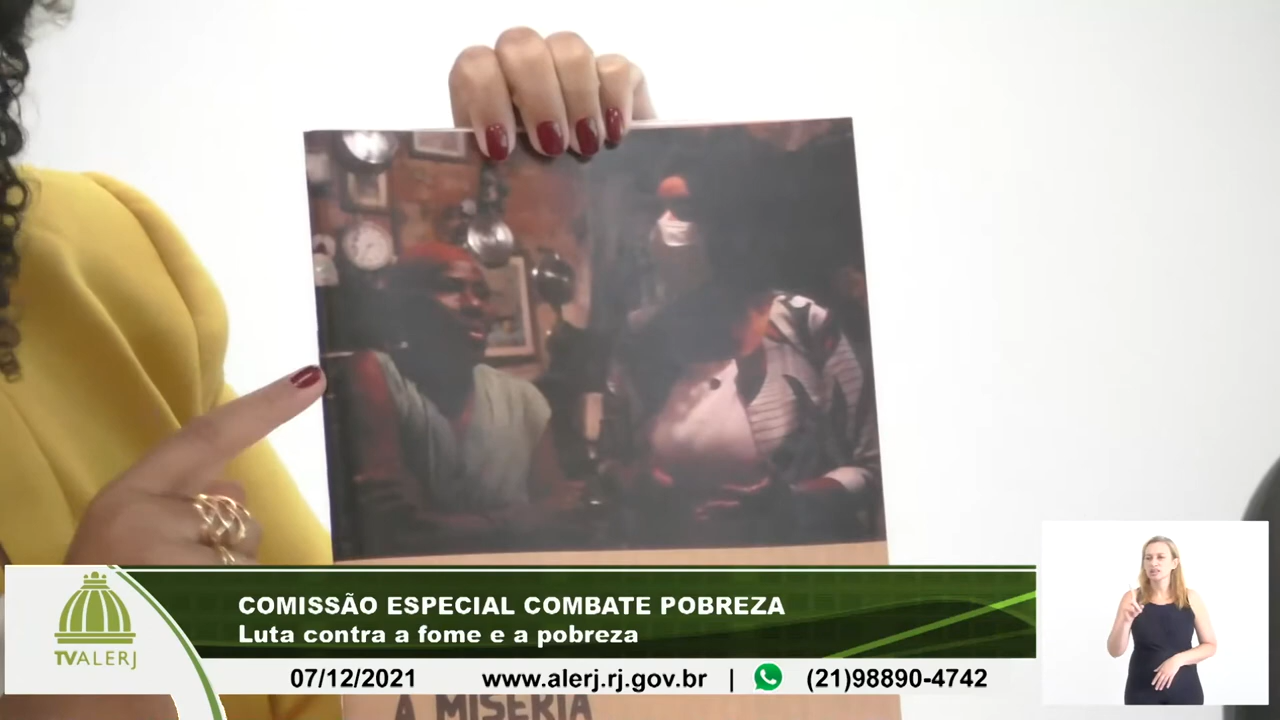 COMISSÃO ESPECIAL COMBATE POBREZA
Luta contra a fome e a pobreza
TVALERJ
07/12/2021 www.alerj.rj.gov.br | (21)98890-4742
A MISÉRIA